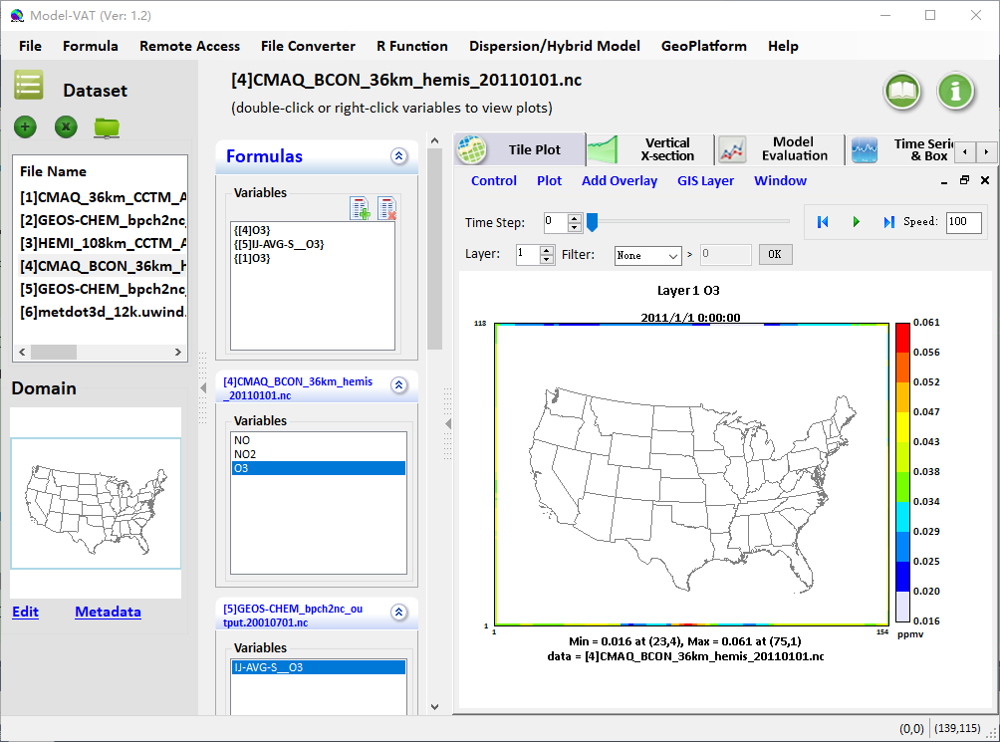 Model-VAT (Ver: 1.2)
File Formula Remote Access File Converter R Function Dispersion/Hybrid Model GeoPlatform Help
Dataset
File Name
[1]CMAQ_36km_CCTM_A
[2]GEOS-CHEM_bpch2nc_
[3]HEMI_108km_CCTM_A
[4]CMAQ_BCON_36km_h
[5]GEOS-CHEM_bpch2nc_
[6]metdot3d_12k.uwind.
Domain
Edit Metadata
[4]CMAQ_BCON_36km_hemis_20110101.nc
(double-click or right-click variables to view plots)
Formulas
Variables
{[4]O3}
{[5]IJ-AVG-S__O3}
{[1]O3}
[4]CMAQ_BCON_36km_hemis
_20110101.nc
Variables
NO
NO2
O3
[5]GEOS-CHEM_bpch2nc_ou
tput.20010701.nc
Variables
IJ-AVG-S__O3
Tile Plot
Vertical
X-section
Model
Evaluation
Time Serie
& Box
Control Plot Add Overlay GIS Layer Window
Time Step: 0
Speed: 100
Layer: 1 Filter: None > 0 OK
Layer 1 O3
2011/1/1 0:00:00
118
1
1
154
0.061
0.056
0.052
0.047
0.043
0.038
0.034
0.029
0.025
0.020
0.016
ppmv
Min = 0.016 at (23,4), Max = 0.061 at (75,1)
data = [4]CMAQ_BCON_36km_hemis_20110101.nc
(0,0) (139,115)